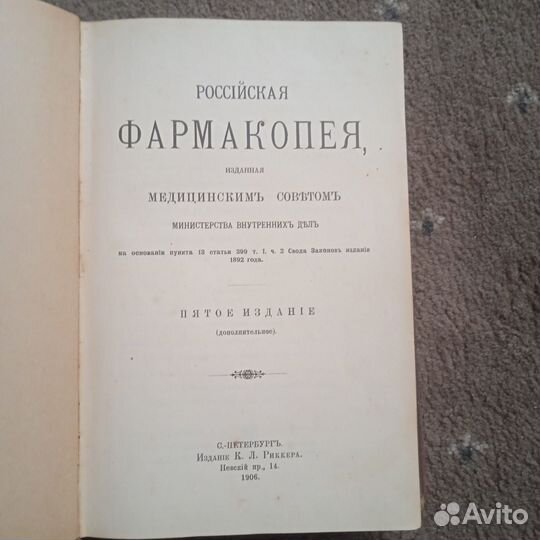 РОССІЙСКАЯ
ФАРМАКОПЕЯ,
ИЗДАННАЯ
МЕДИЦИНСКИМЪ СОВѢТОМЪ
МИНИСТЕРСТВА ВНУТРЕННИХЪ ДѢЛЪ
на основаніи пункта 13 статьи 399 т. I, ч. 2 Свода Законовъ изданія
1892 года.
ПЯТОЕ ИЗДАНІЕ
(дополнительное).
С.-ПЕТЕРБУРГЪ.
Изданіе К. Л. Риккера.
Невскій пр., 14.
1906.
Avito